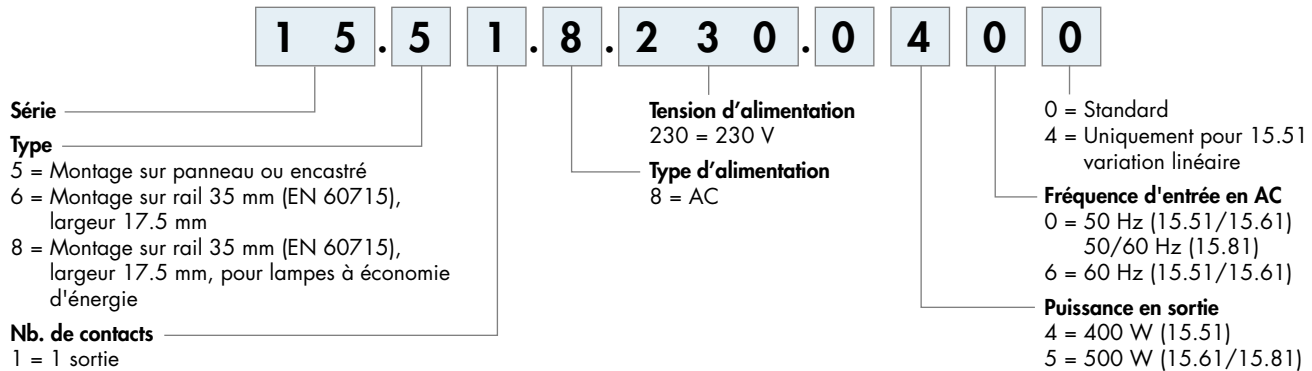 1 5 . 5 1 . 8 . 2 3 0 . 0 4 0 0
Série
Type
5 = Montage sur panneau ou encastré
6 = Montage sur rail 35 mm (EN 60715),
largeur 17.5 mm
8 = Montage sur rail 35 mm (EN 60715),
largeur 17.5 mm, pour lampes à économie
d'énergie
Nb. de contacts
1 = 1 sortie
Tension d’alimentation
230 = 230 V
Type d’alimentation
8 = AC
0 = Standard
4 = Uniquement pour 15.51
variation linéaire
Fréquence d'entrée en AC
0 = 50 Hz (15.51/15.61)
50/60 Hz (15.81)
6 = 60 Hz (15.51/15.61)
Puissance en sortie
4 = 400 W (15.51)
5 = 500 W (15.61/15.81)